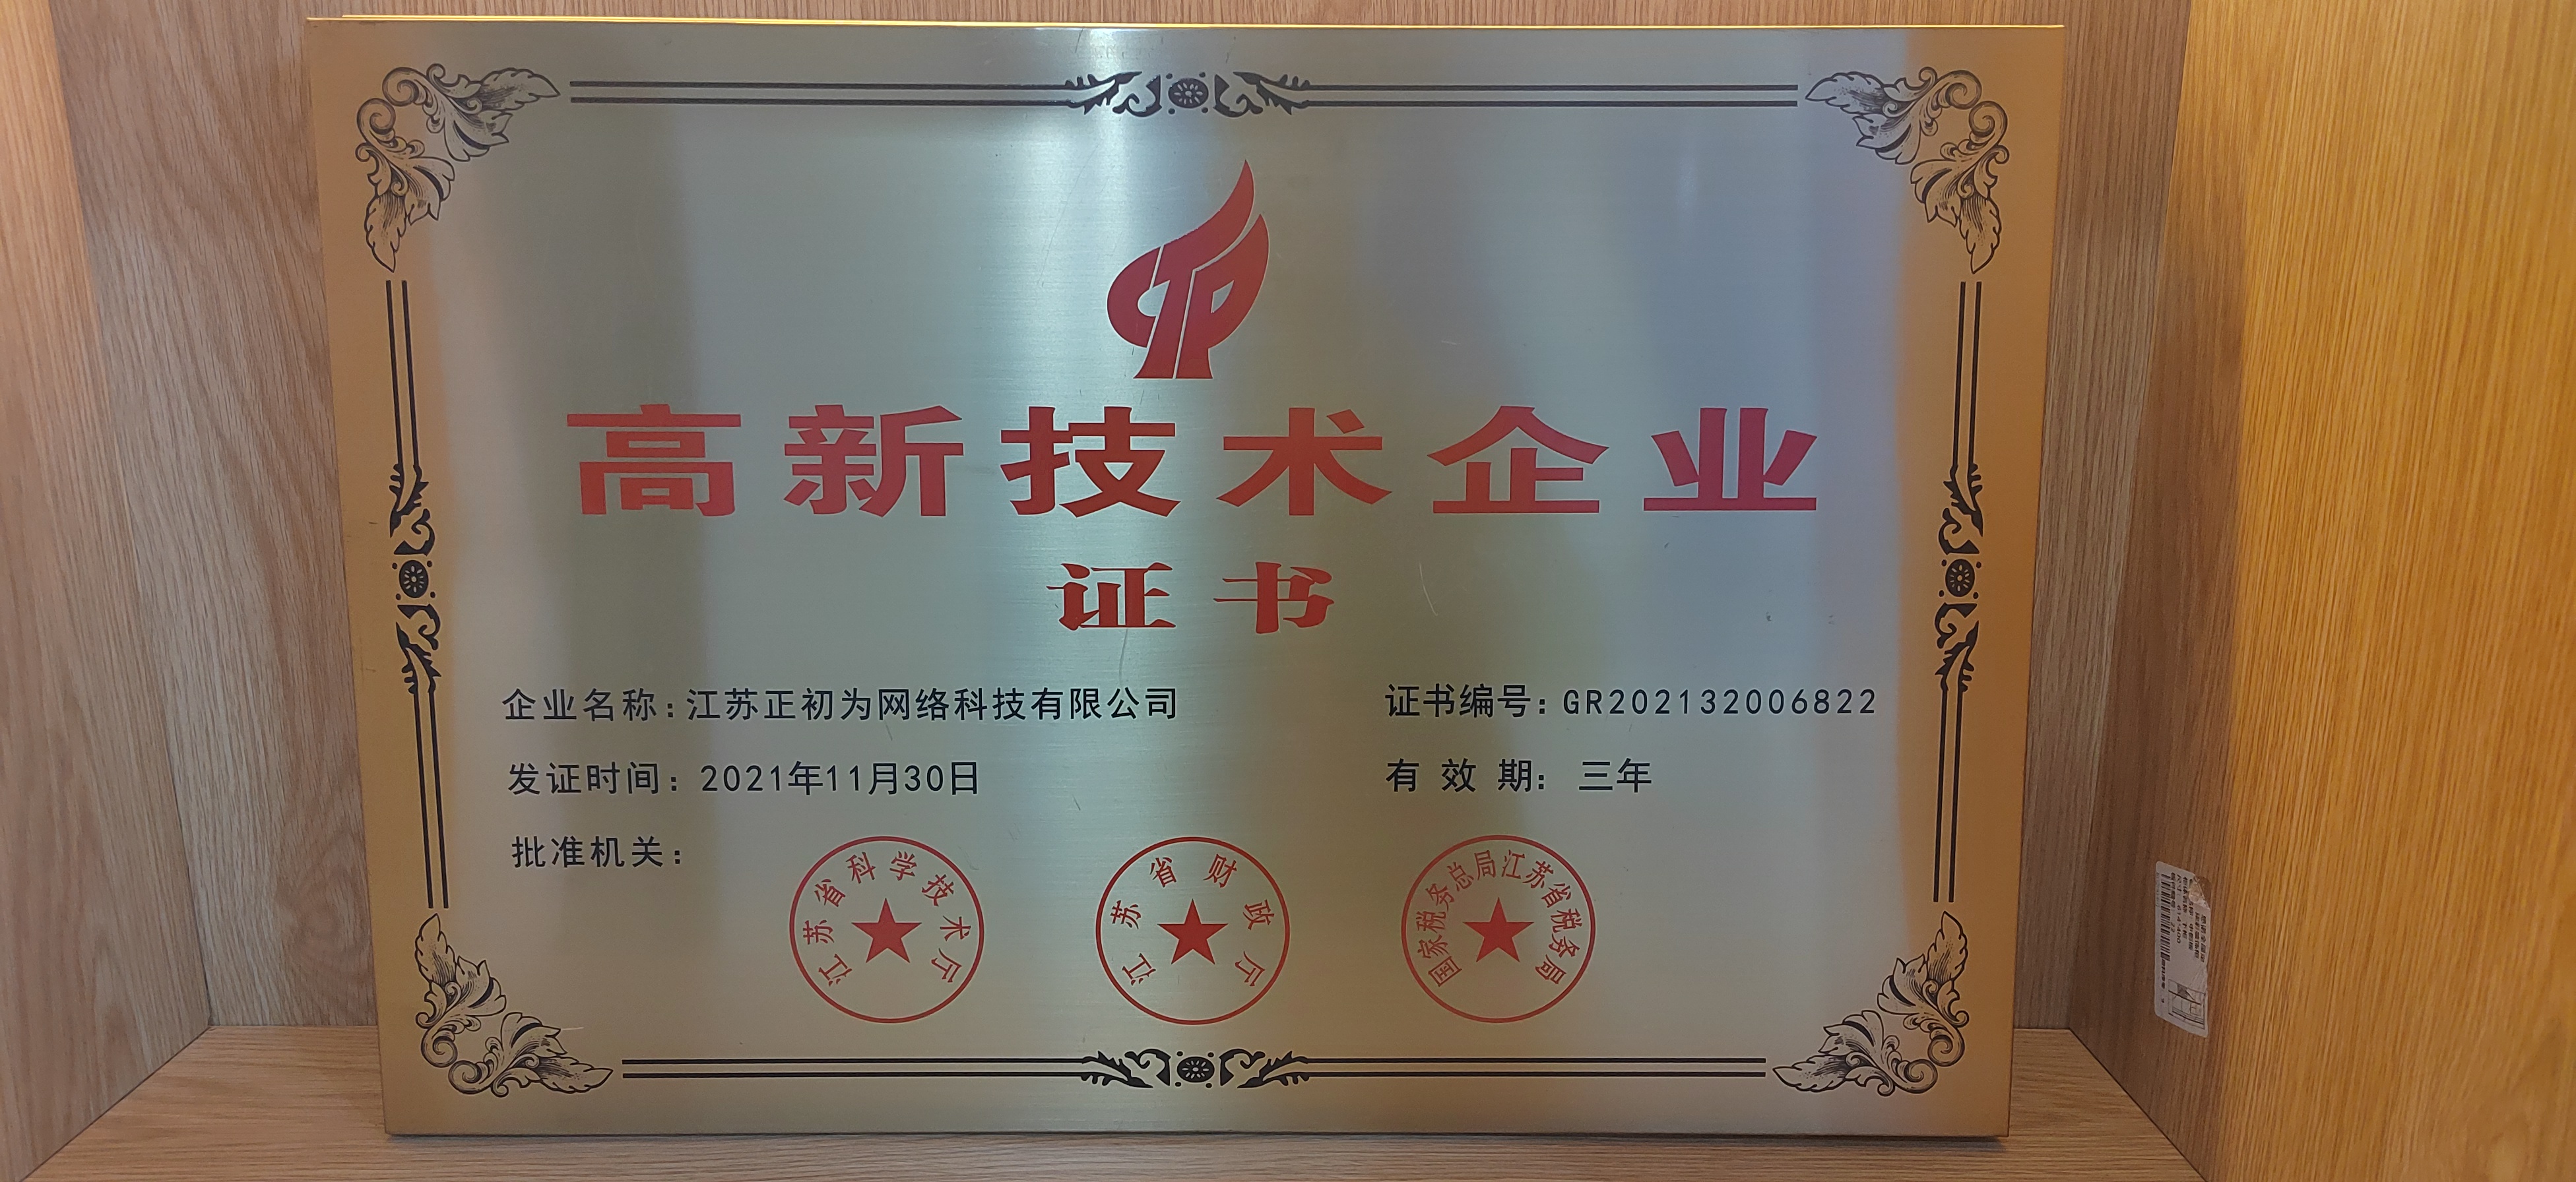 高新技术企业
证书
企业名称：江苏正初为网络科技有限公司
证书编号：GR202132006822
发证时间：2021年11月30日
有效期：三年
批准机关：
江苏省科学技术厅
江苏省财政厅
国家税务总局江苏省税务局